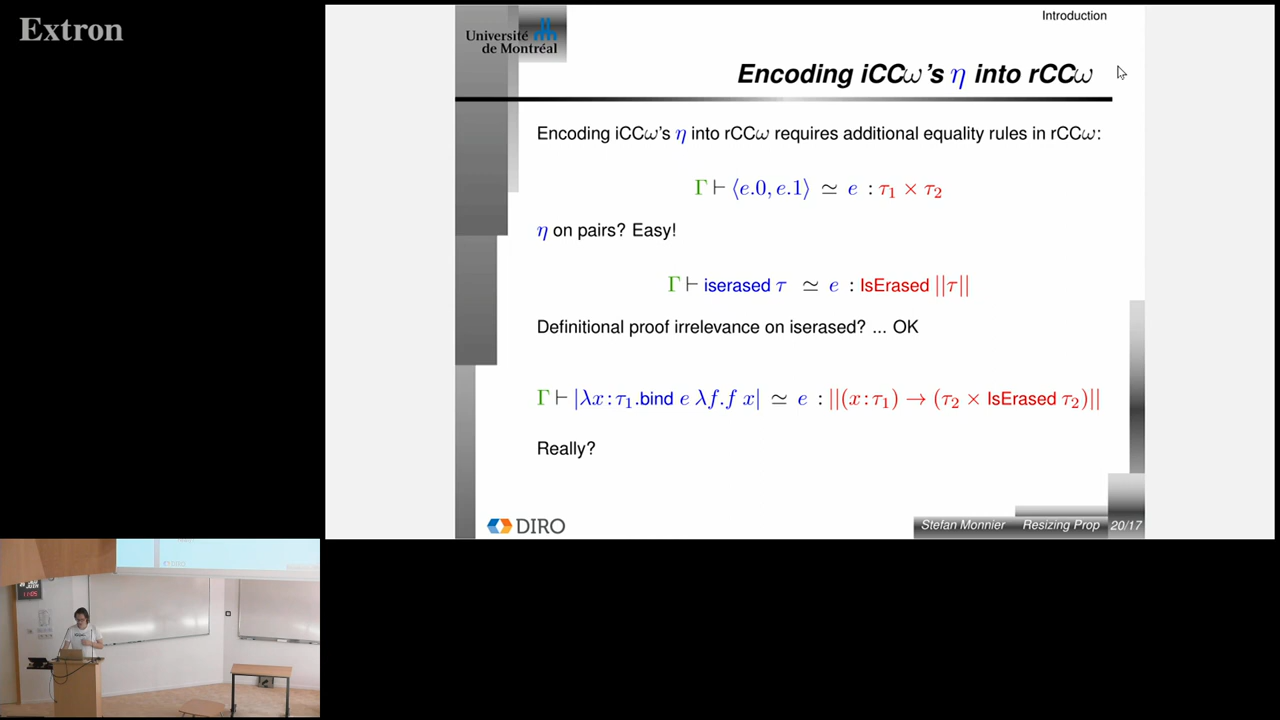 Extron
Introduction
Université
de Montréal
Encoding iCCω's η into rCCω
Encoding iCCω's η into rCCω requires additional equality rules in rCCω:
Γ ⊢ ⟨e.0, e.1⟩ ≃ e : τ₁ × τ₂
η on pairs? Easy!
Γ ⊢ iserased τ ≃ e : IsErased ||τ||
Definitional proof irrelevance on iserased? ... OK
Γ ⊢ |λx : τ₁.bind e λf.f x| ≃ e : ||(x : τ₁) → (τ₂ × IsErased τ₂)||
Really?
DIRO
Stefan Monnier Resizing Prop 20/17